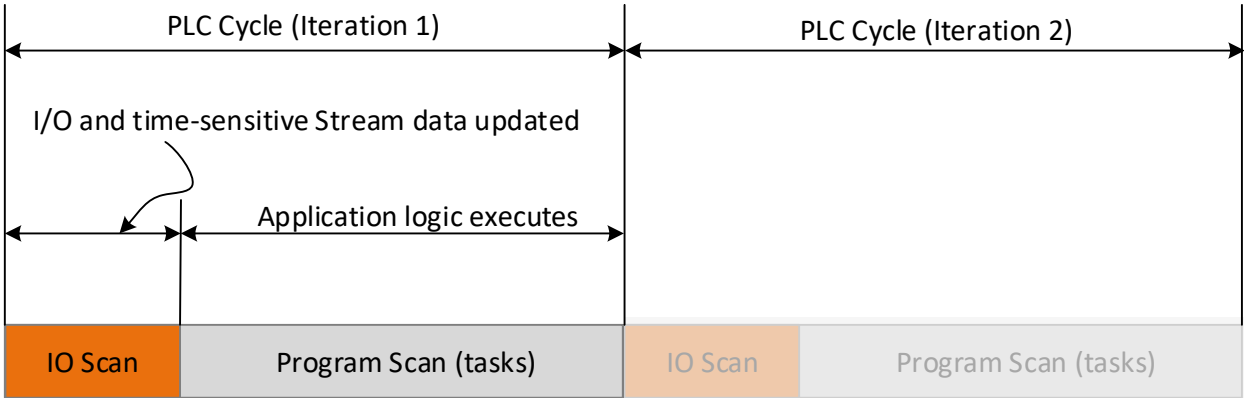 PLC Cycle (Iteration 1)
PLC Cycle (Iteration 2)
I/O and time-sensitive Stream data updated
Application logic executes
IO Scan
Program Scan (tasks)
IO Scan
Program Scan (tasks)